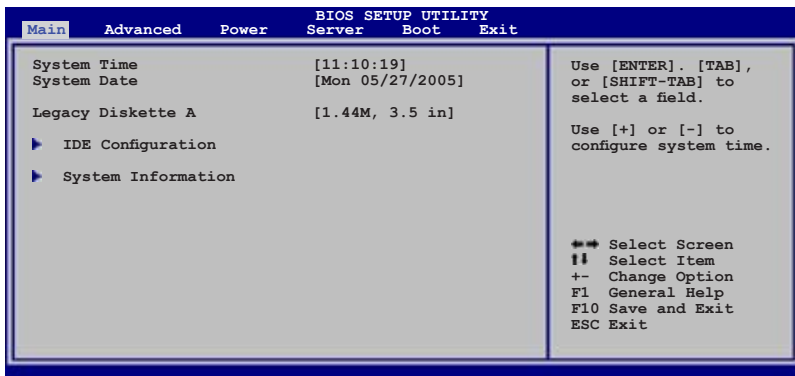 BIOS SETUP UTILITY
Main Advanced Power Server Boot Exit
System Time [11:10:19]
System Date [Mon 05/27/2005]
Legacy Diskette A [1.44M, 3.5 in]
IDE Configuration
System Information
Use [ENTER]. [TAB],
or [SHIFT-TAB] to
select a field.
Use [+] or [-] to
configure system time.
Select Screen
Select Item
+- Change Option
F1 General Help
F10 Save and Exit
ESC Exit